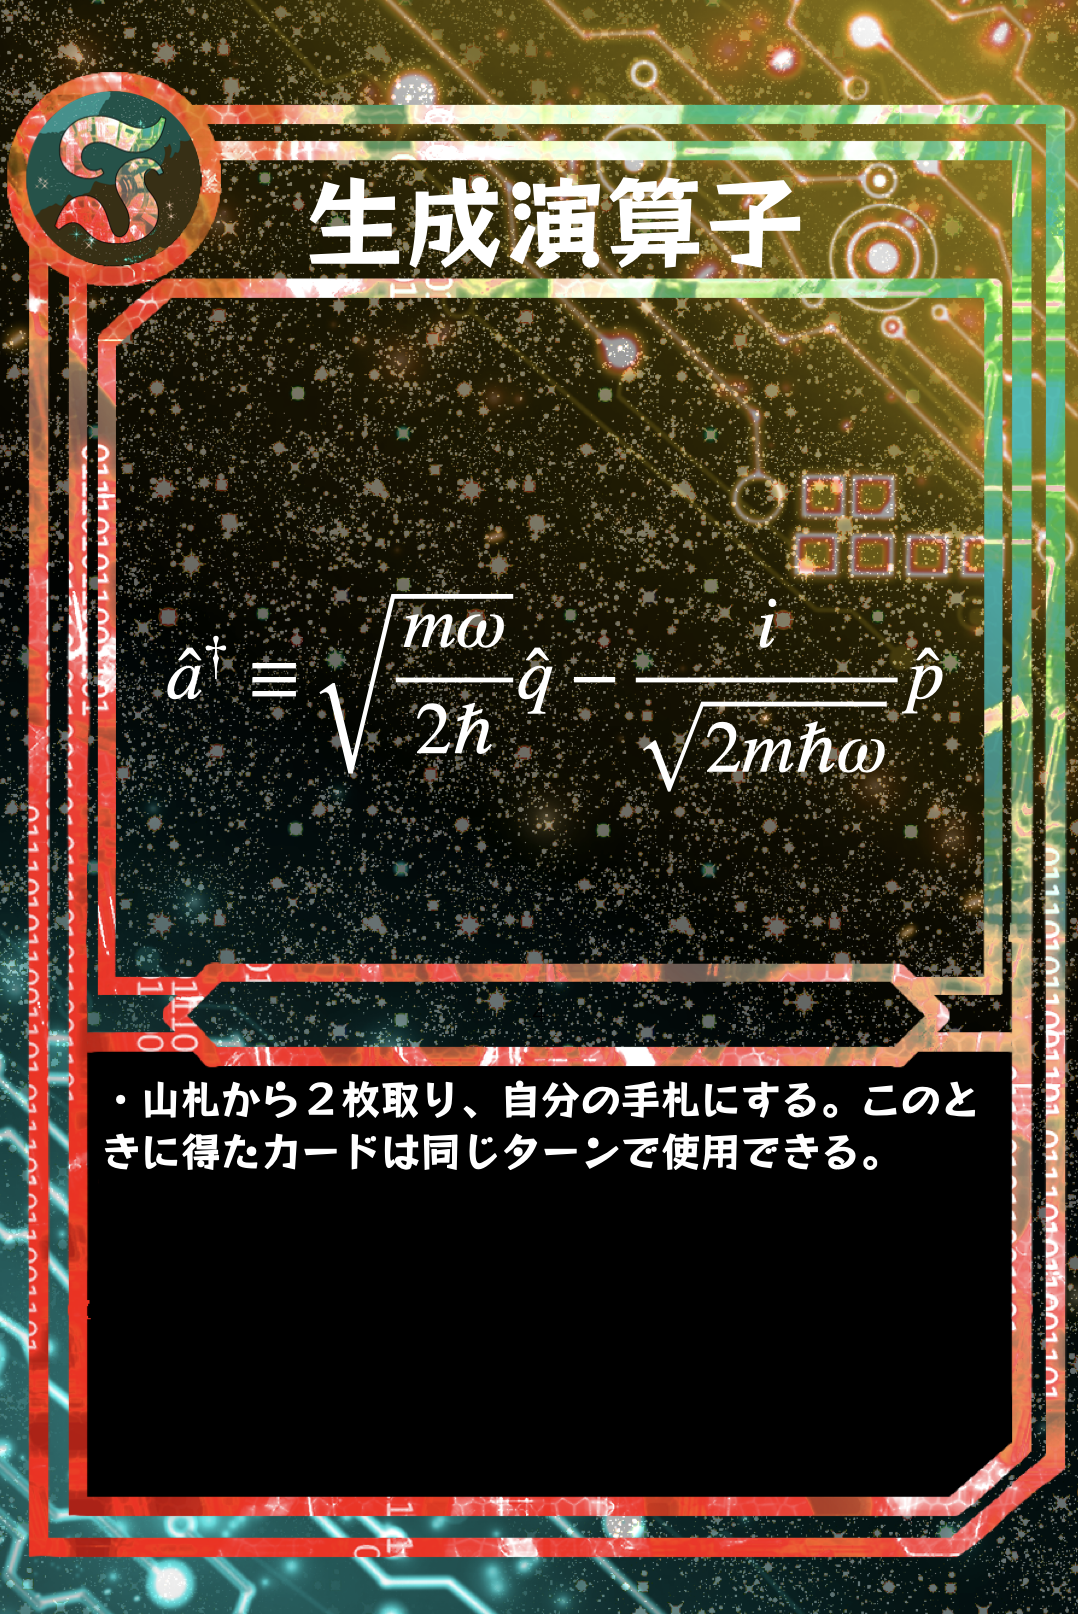 生成演算子
â† ≡ √(mω/2ħ) q̂ − i/√(2mħω) p̂
・山札から２枚取り、自分の手札にする。このと
きに得たカードは同じターンで使用できる。